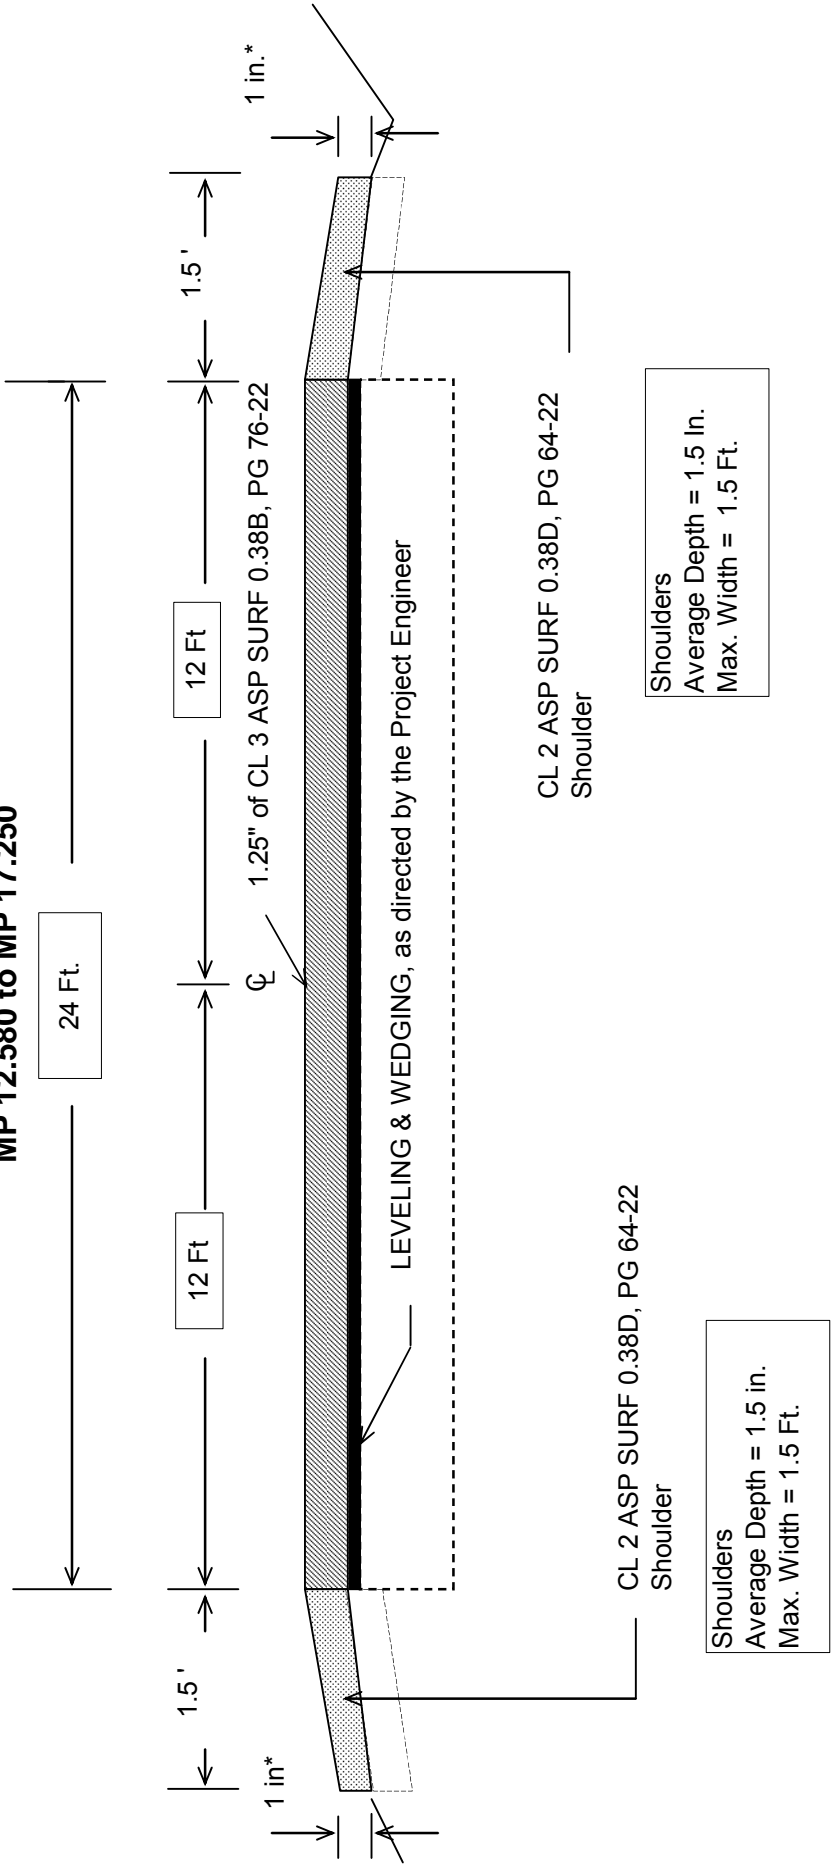 MP 12.580 to MP 17.250
24 Ft.
12 Ft
12 Ft
1.5 '
1.5 '
1 in*
1 in.*
℄
1.25" of CL 3 ASP SURF 0.38B, PG 76-22
LEVELING & WEDGING, as directed by the Project Engineer
CL 2 ASP SURF 0.38D, PG 64-22
Shoulder
CL 2 ASP SURF 0.38D, PG 64-22
Shoulder
Shoulders
Average Depth = 1.5 in.
Max. Width = 1.5 Ft.
Shoulders
Average Depth = 1.5 In.
Max. Width =  1.5 Ft.